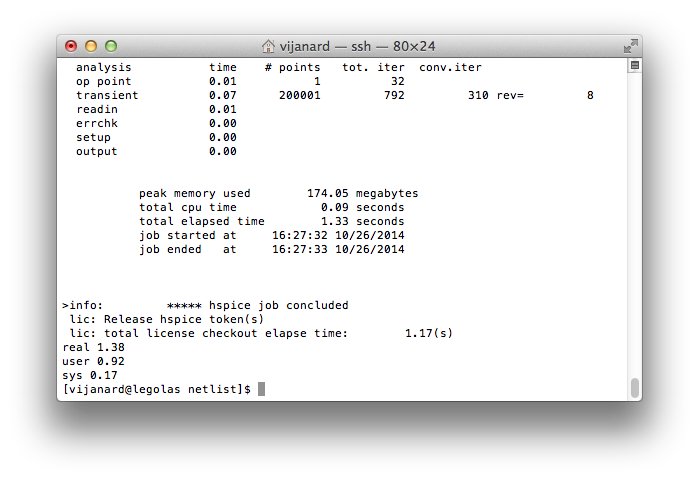 vijanard — ssh — 80×24
analysis time # points tot. iter conv.iter
op point 0.01 1 32
transient 0.07 200001 792 310 rev= 8
readin 0.01
errchk 0.00
setup 0.00
output 0.00
peak memory used 174.05 megabytes
total cpu time 0.09 seconds
total elapsed time 1.33 seconds
job started at 16:27:32 10/26/2014
job ended at 16:27:33 10/26/2014
>info: ***** hspice job concluded
lic: Release hspice token(s)
lic: total license checkout elapse time: 1.17(s)
real 1.38
user 0.92
sys 0.17
[vijanard@legolas netlist]$